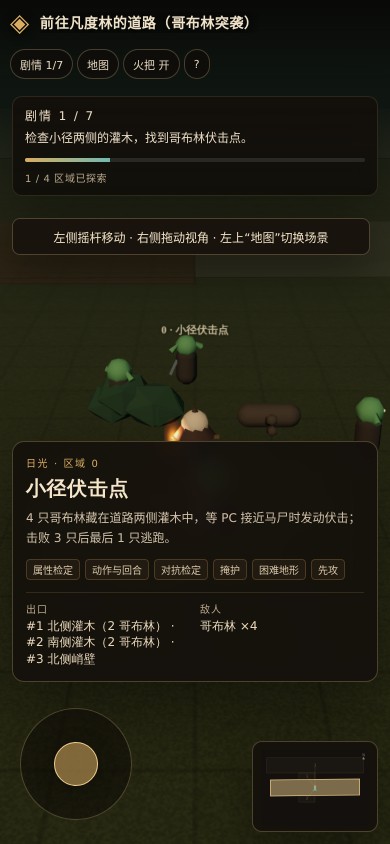 前往凡度林的道路（哥布林突袭）
剧情 1/7
地图
火把 开
?
剧情 1 / 7
检查小径两侧的灌木，找到哥布林伏击点。
1 / 4 区域已探索
左侧摇杆移动 · 右侧拖动视角 · 左上“地图”切换场景
0 · 小径伏击点
日光 · 区域 0
小径伏击点
4 只哥布林藏在道路两侧灌木中，等 PC 接近马尸时发动伏击；
击败 3 只后最后 1 只逃跑。
属性检定
动作与回合
对抗检定
掩护
困难地形
先攻
出口
#1 北侧灌木（2 哥布林） ·
#2 南侧灌木（2 哥布林） ·
#3 北侧峭壁
敌人
哥布林 ×4